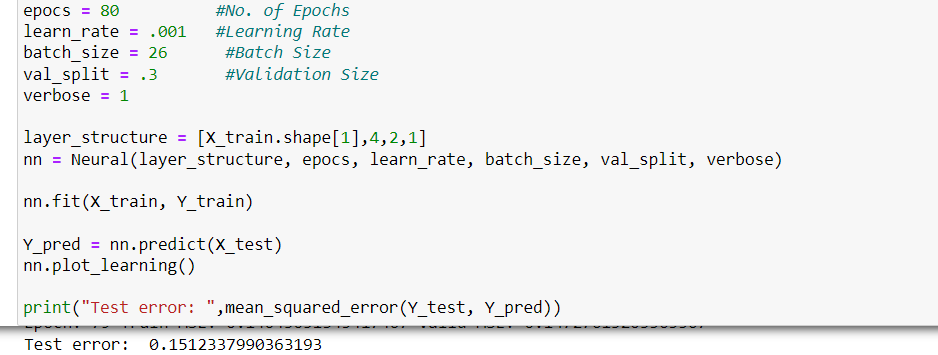 epocs = 80 #No. of Epochs
learn_rate = .001 #Learning Rate
batch_size = 26 #Batch Size
val_split = .3 #Validation Size
verbose = 1
layer_structure = [X_train.shape[1],4,2,1]
nn = Neural(layer_structure, epocs, learn_rate, batch_size, val_split, verbose)
nn.fit(X_train, Y_train)
Y_pred = nn.predict(X_test)
nn.plot_learning()
print("Test error: ",mean_squared_error(Y_test, Y_pred))
Test error: 0.1512337990363193